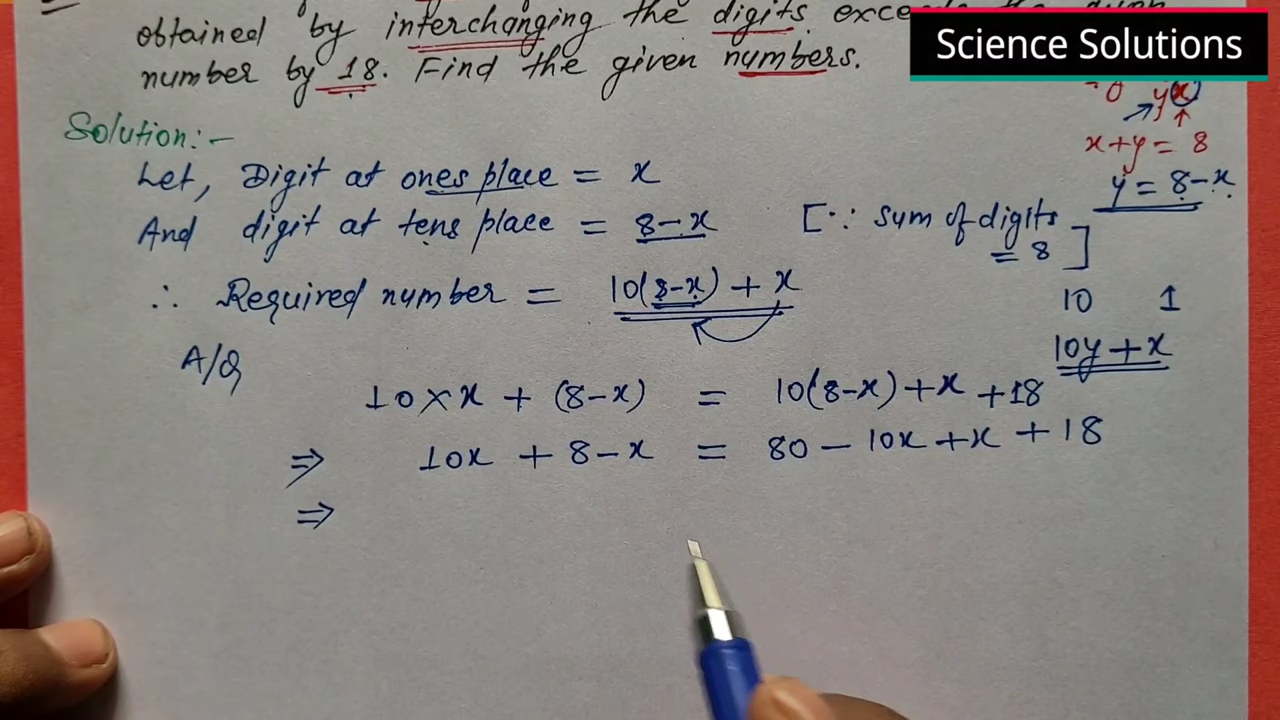 obtained by interchanging the digits
number by 18. Find the given numbers.
Science Solutions
Solution:-
x+y = 8
y = 8-x
Let, Digit at ones place = x
And digit at tens place = 8-x [∵ sum of digits = 8]
∴ Required number = 10(8-x) + x
10 1
10y + x
A/Q
10×x + (8-x) = 10(8-x)+x +18
⇒ 10x + 8-x = 80 - 10x +x + 18
⇒